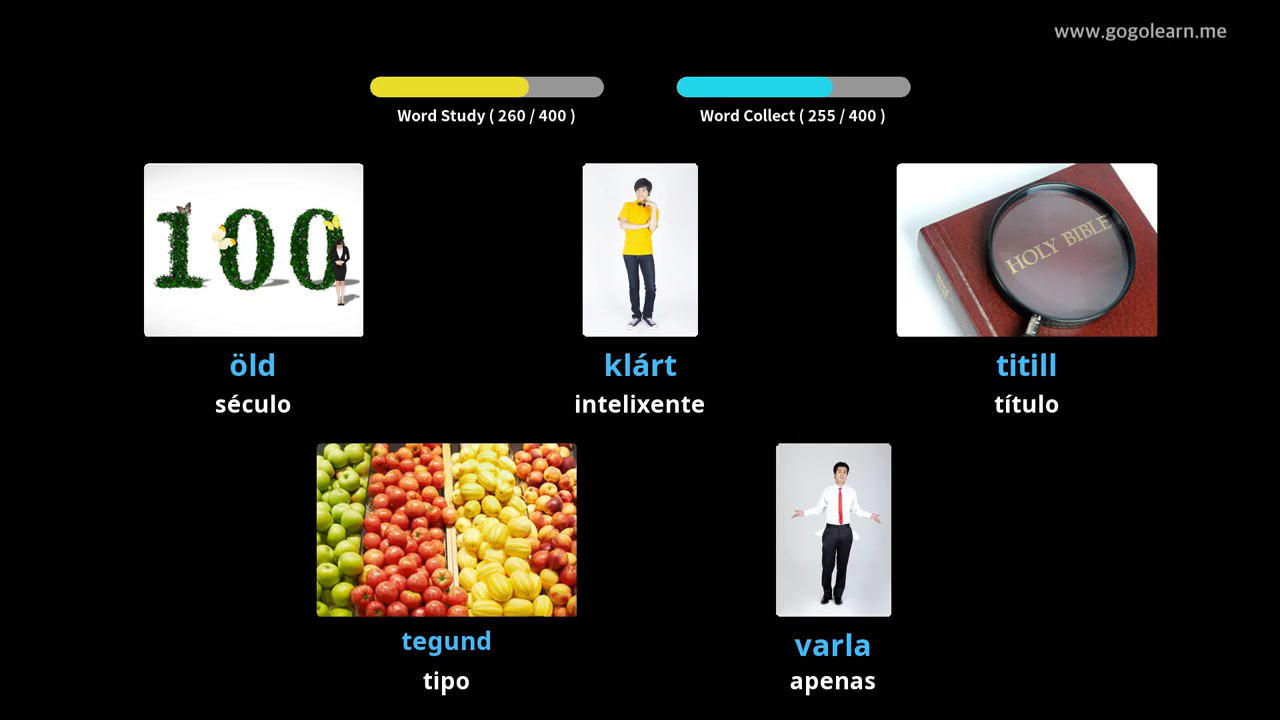 www.gogolearn.me
Word Study ( 260 / 400 )
Word Collect ( 255 / 400 )
100
HOLY BIBLE
öld
klárt
titill
século
intelixente
título
tegund
varla
tipo
apenas